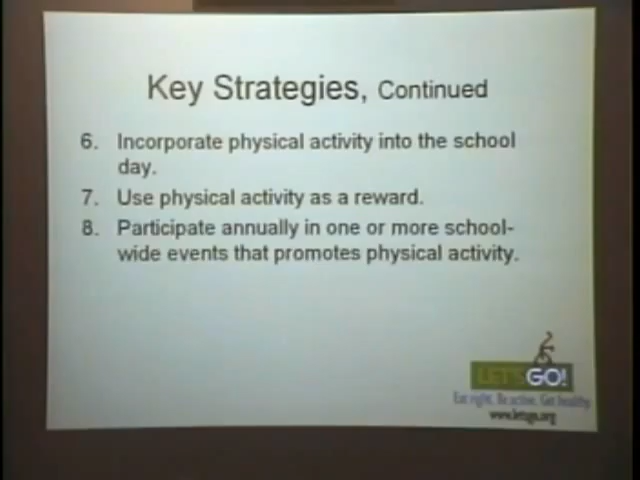 Key Strategies, Continued
6. Incorporate physical activity into the school
day.
7. Use physical activity as a reward.
8. Participate annually in one or more school-
wide events that promotes physical activity.
LET'S GO!
Eat right. Be active. Get healthy.
www.letsgo.org